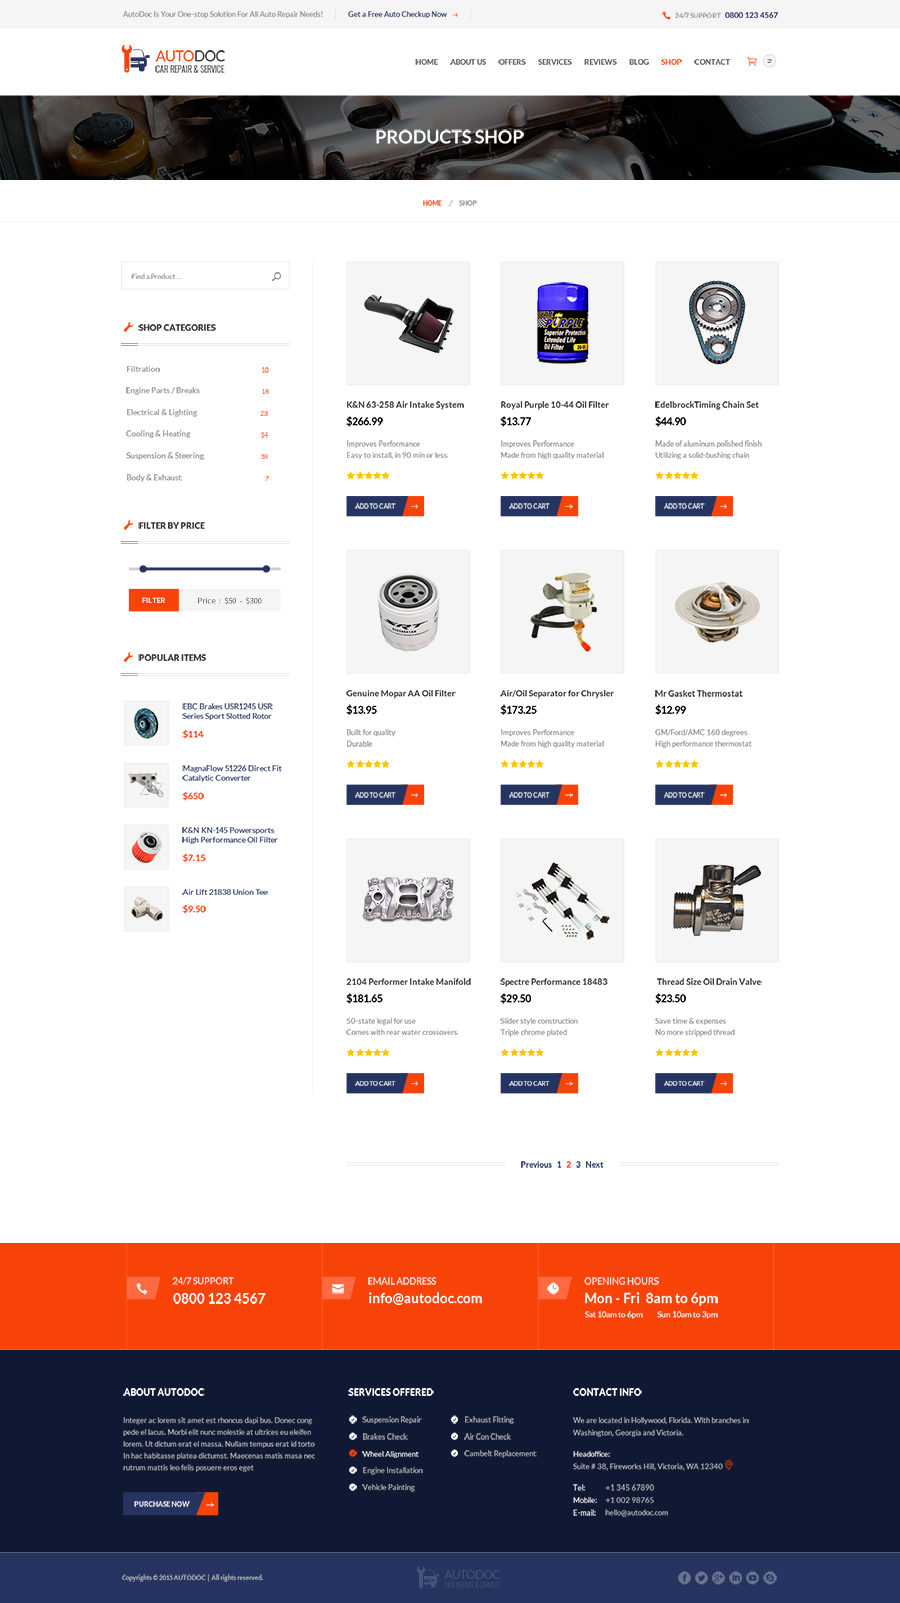 AutoDoc Is Your One-stop Solution For All Auto Repair Needs! Get a Free Auto Checkup Now 24/7 SUPPORT 0800 123 4567
AUTODOC
CAR REPAIR & SERVICE
HOME ABOUT US OFFERS SERVICES REVIEWS BLOG SHOP CONTACT
PRODUCTS SHOP
HOME / SHOP
Find a Product ...
SHOP CATEGORIES
Filtration 10
Engine Parts / Breaks 18
Electrical & Lighting 23
Cooling & Heating 54
Suspension & Steering 36
Body & Exhaust 7
FILTER BY PRICE
FILTER Price : $50 - $300
POPULAR ITEMS
EBC Brakes USR1245 USR
Series Sport Slotted Rotor
$114
MagnaFlow 51226 Direct Fit
Catalytic Converter
$650
K&N KN-145 Powersports
High Performance Oil Filter
$7.15
Air Lift 21838 Union Tee
$9.50
K&N 63-258 Air Intake System
$266.99
Improves Performance
Easy to install, in 90 min or less
ADD TO CART
PURPLE
Superior Protection
Extended Life
Oil Filter
Royal Purple 10-44 Oil Filter
$13.77
Improves Performance
Made from high quality material
ADD TO CART
EdelbrockTiming Chain Set
$44.90
Made of aluminum polished finish
Utilizing a solid-bushing chain
ADD TO CART
SRT
Genuine Mopar AA Oil Filter
$13.95
Built for quality
Durable
ADD TO CART
Air/Oil Separator for Chrysler
$173.25
Improves Performance
Made from high quality material
ADD TO CART
Mr Gasket Thermostat
$12.99
GM/Ford/AMC 160 degrees
High performance thermostat
ADD TO CART
2104 Performer Intake Manifold
$181.65
50-state legal for use
Comes with rear water crossovers
ADD TO CART
Spectre Performance 18483
$29.50
Slider style construction
Triple chrome plated
ADD TO CART
Thread Size Oil Drain Valve
$23.50
Save time & expenses
No more stripped thread
ADD TO CART
Previous 1 2 3 Next
24/7 SUPPORT
0800 123 4567
EMAIL ADDRESS
info@autodoc.com
OPENING HOURS
Mon - Fri 8am to 6pm
Sat 10am to 6pm Sun 10am to 3pm
ABOUT AUTODOC
Integer ac lorem sit amet est rhoncus dapi bus. Donec cong
pede el lacus. Morbi elit nunc molestie at ultrices eu eleifen
lorem. Ut dictum erat el massa. Nullam tempus erat id torto
In hac habitasse platea dictumst. Maecenas matis masa nec
rutrum mattis leo felis posuere eros eget
PURCHASE NOW
SERVICES OFFERED
Suspension Repair
Brakes Check
Wheel Alignment
Engine Installation
Vehicle Painting
Exhaust Fitting
Air Con Check
Cambelt Replacement
CONTACT INFO
We are located in Hollywood, Florida. With branches in
Washington, Georgia and Victoria.
Headoffice:
Suite # 38, Fireworks Hill, Victoria, WA 12340
Tel: +1 345 67890
Mobile: +1 002 98765
E-mail: hello@autodoc.com
Copyrights © 2015 AUTODOC | All rights reserved.
AUTODOC
CAR REPAIR & SERVICE